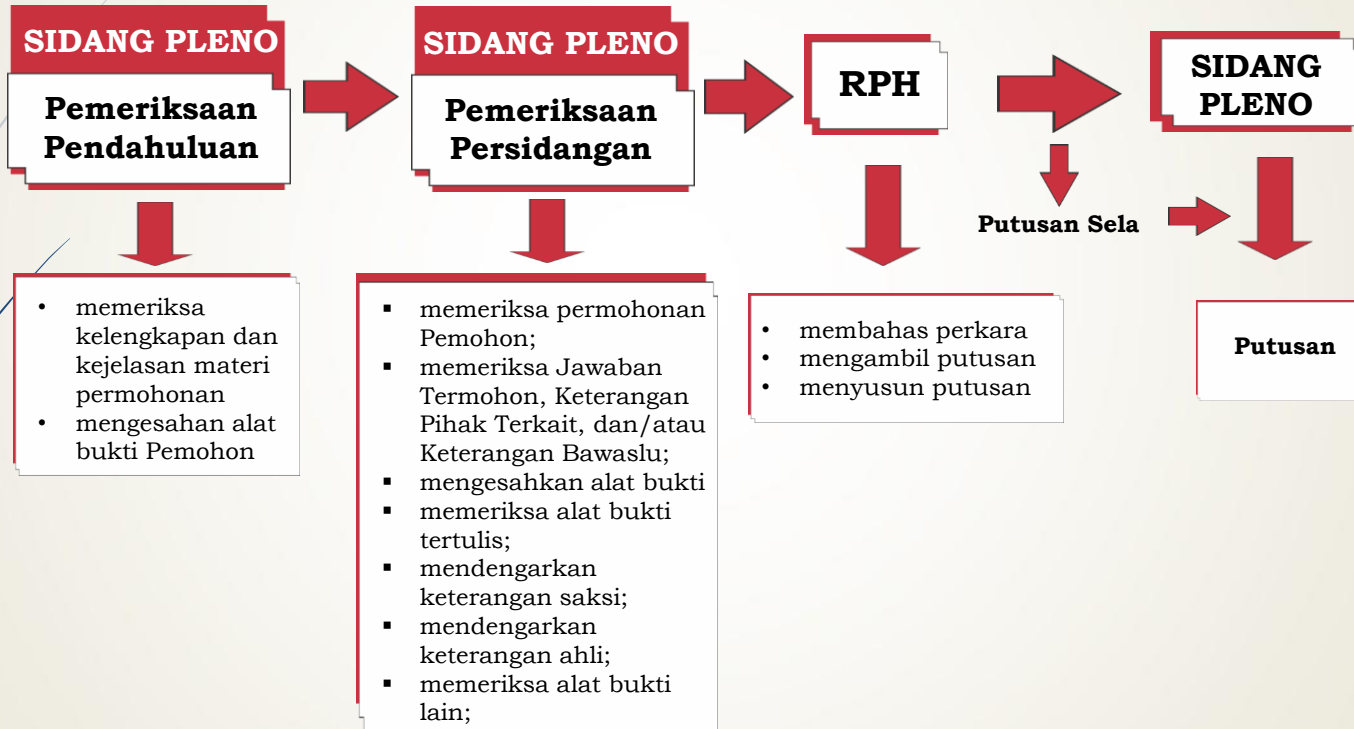 SIDANG PLENO
Pemeriksaan
Pendahuluan
• memeriksa
kelengkapan dan
kejelasan materi
permohonan
• mengesahan alat
bukti Pemohon
SIDANG PLENO
Pemeriksaan
Persidangan
▪ memeriksa permohonan
Pemohon;
▪ memeriksa Jawaban
Termohon, Keterangan
Pihak Terkait, dan/atau
Keterangan Bawaslu;
▪ mengesahkan alat bukti
▪ memeriksa alat bukti
tertulis;
▪ mendengarkan
keterangan saksi;
▪ mendengarkan
keterangan ahli;
▪ memeriksa alat bukti
lain;
RPH
• membahas perkara
• mengambil putusan
• menyusun putusan
Putusan Sela
SIDANG
PLENO
Putusan